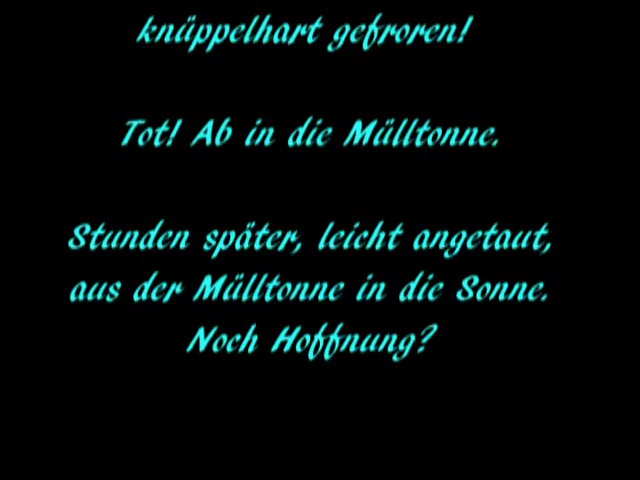 knüppelhart gefroren!
Tot! Ab in die Mülltonne.
Stunden später, leicht angetaut,
aus der Mülltonne in die Sonne.
Noch Hoffnung?